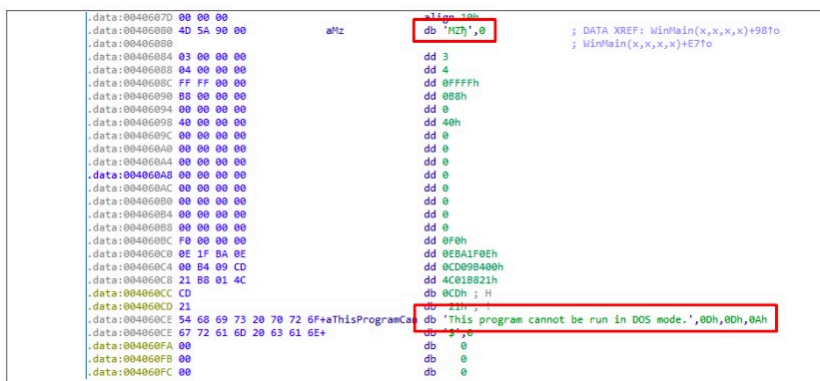 .data:0040607D 00 00 00 align 10h
.data:00406080 4D 5A 90 00 aMz db 'MZђ',0 ; DATA XREF: WinMain(x,x,x,x)+98↑o
.data:00406080 ; WinMain(x,x,x,x)+E7↑o
.data:00406084 03 00 00 00 dd 3
.data:00406088 04 00 00 00 dd 4
.data:0040608C FF FF 00 00 dd 0FFFFh
.data:00406090 B8 00 00 00 dd 0B8h
.data:00406094 00 00 00 00 dd 0
.data:00406098 40 00 00 00 dd 40h
.data:0040609C 00 00 00 00 dd 0
.data:004060A0 00 00 00 00 dd 0
.data:004060A4 00 00 00 00 dd 0
.data:004060A8 00 00 00 00 dd 0
.data:004060AC 00 00 00 00 dd 0
.data:004060B0 00 00 00 00 dd 0
.data:004060B4 00 00 00 00 dd 0
.data:004060B8 00 00 00 00 dd 0
.data:004060BC F0 00 00 00 dd 0F0h
.data:004060C0 0E 1F BA 0E dd 0EBA1F0Eh
.data:004060C4 00 B4 09 CD dd 0CD09B400h
.data:004060C8 21 B8 01 4C dd 4C01B821h
.data:004060CC CD db 0CDh ; Н
.data:004060CD 21 db 21h ; !
.data:004060CE 54 68 69 73 20 70 72 6F+aThisProgramCan db 'This program cannot be run in DOS mode.',0Dh,0Dh,0Ah
.data:004060CE 67 72 61 6D 20 63 61 6E+ db '$',0
.data:004060FA 00 db 0
.data:004060FB 00 db 0
.data:004060FC 00 db 0